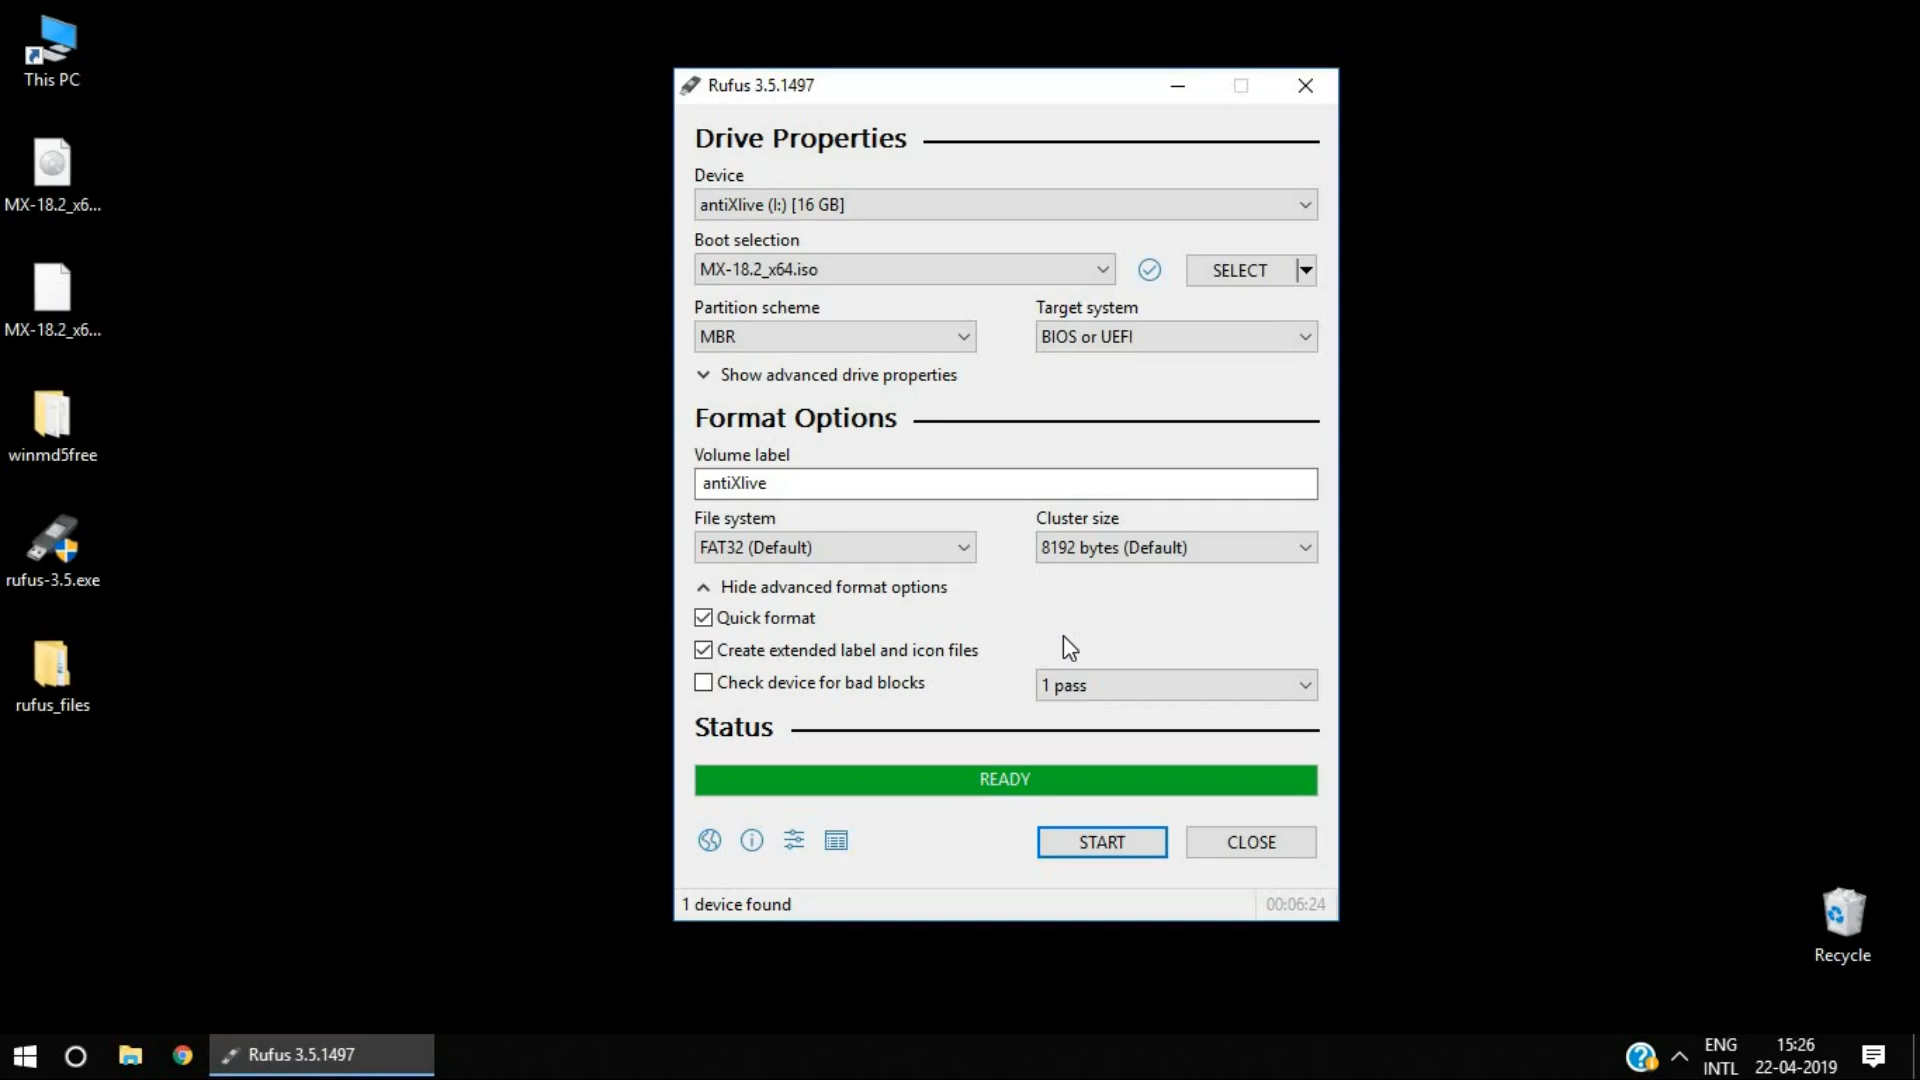 This PC
MX-18.2_x6...
MX-18.2_x6...
winmd5free
rufus-3.5.exe
rufus_files
Rufus 3.5.1497
Drive Properties
Device
antiXlive (I:) [16 GB]
Boot selection
MX-18.2_x64.iso
SELECT
Partition scheme
Target system
MBR
BIOS or UEFI
Show advanced drive properties
Format Options
Volume label
antiXlive
File system
Cluster size
FAT32 (Default)
8192 bytes (Default)
Hide advanced format options
Quick format
Create extended label and icon files
Check device for bad blocks
1 pass
Status
READY
START
CLOSE
1 device found
00:06:24
Recycle
Rufus 3.5.1497
ENG
INTL
15:26
22-04-2019